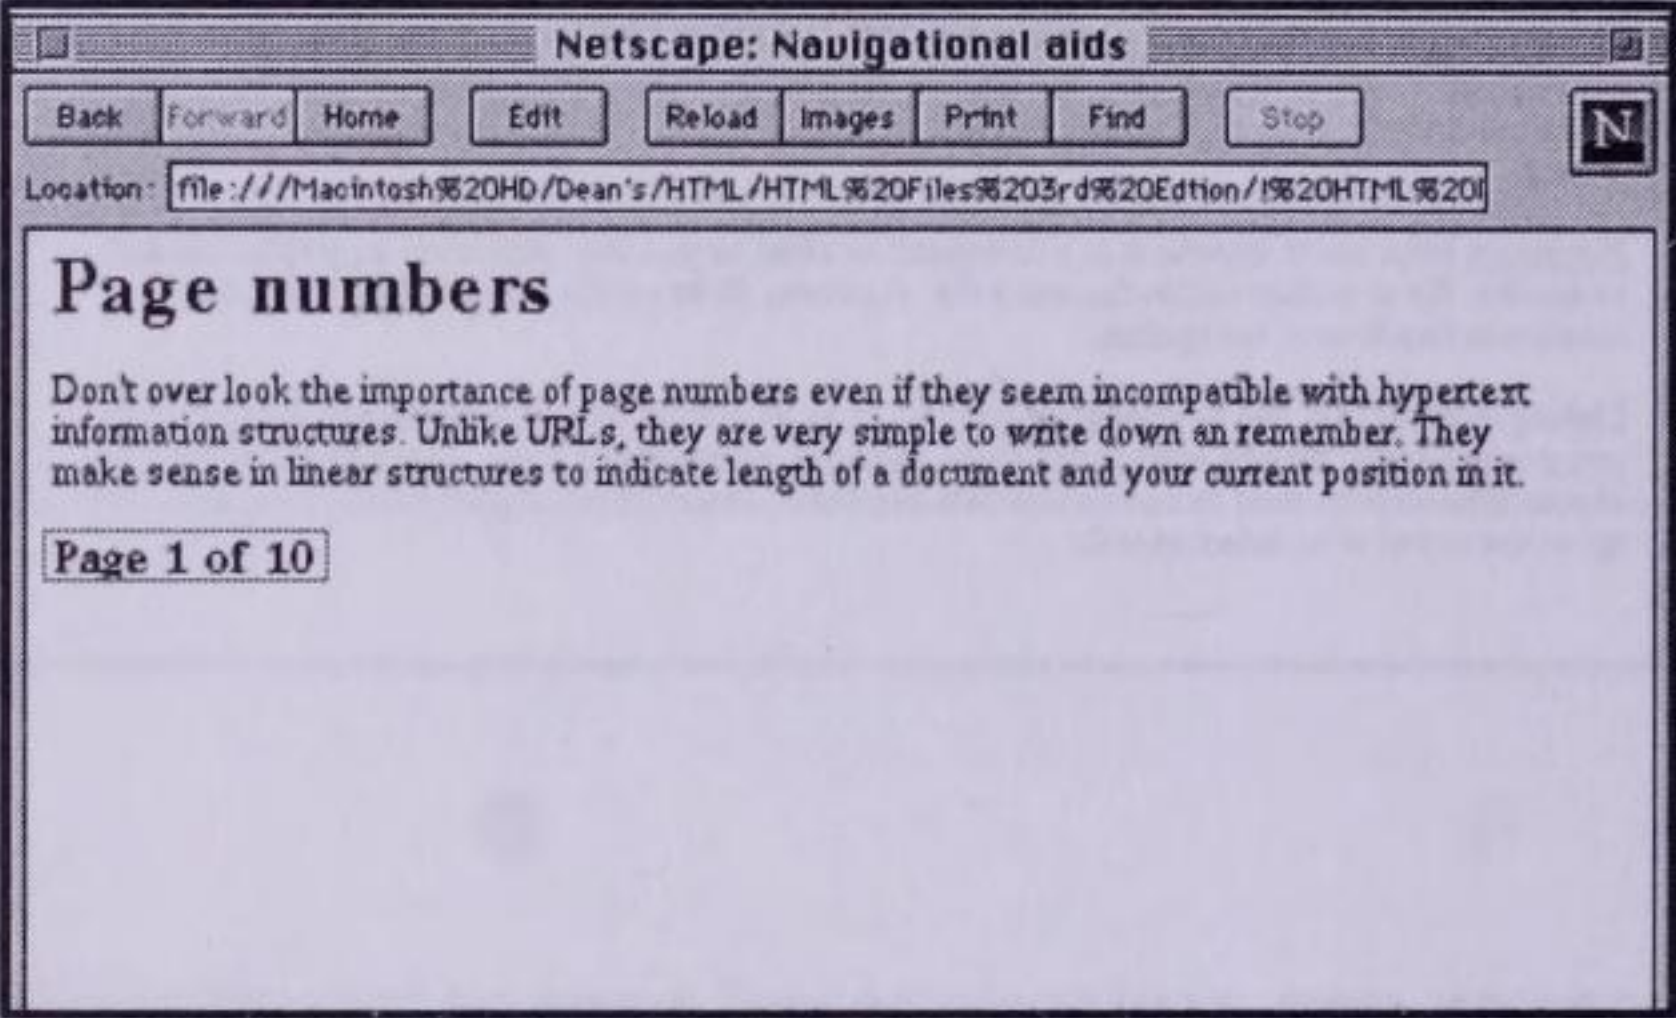 Netscape: Navigational aids
Back Forward Home Edit Reload Images Print Find Stop
N
Location: file:///Macintosh%20HD/Dean's/HTML/HTML%20Files%203rd%20Edtion/!%20HTML%20I
Page numbers
Don't over look the importance of page numbers even if they seem incompatible with hypertext
information structures. Unlike URLs, they are very simple to write down an remember. They
make sense in linear structures to indicate length of a document and your current position in it.
Page 1 of 10